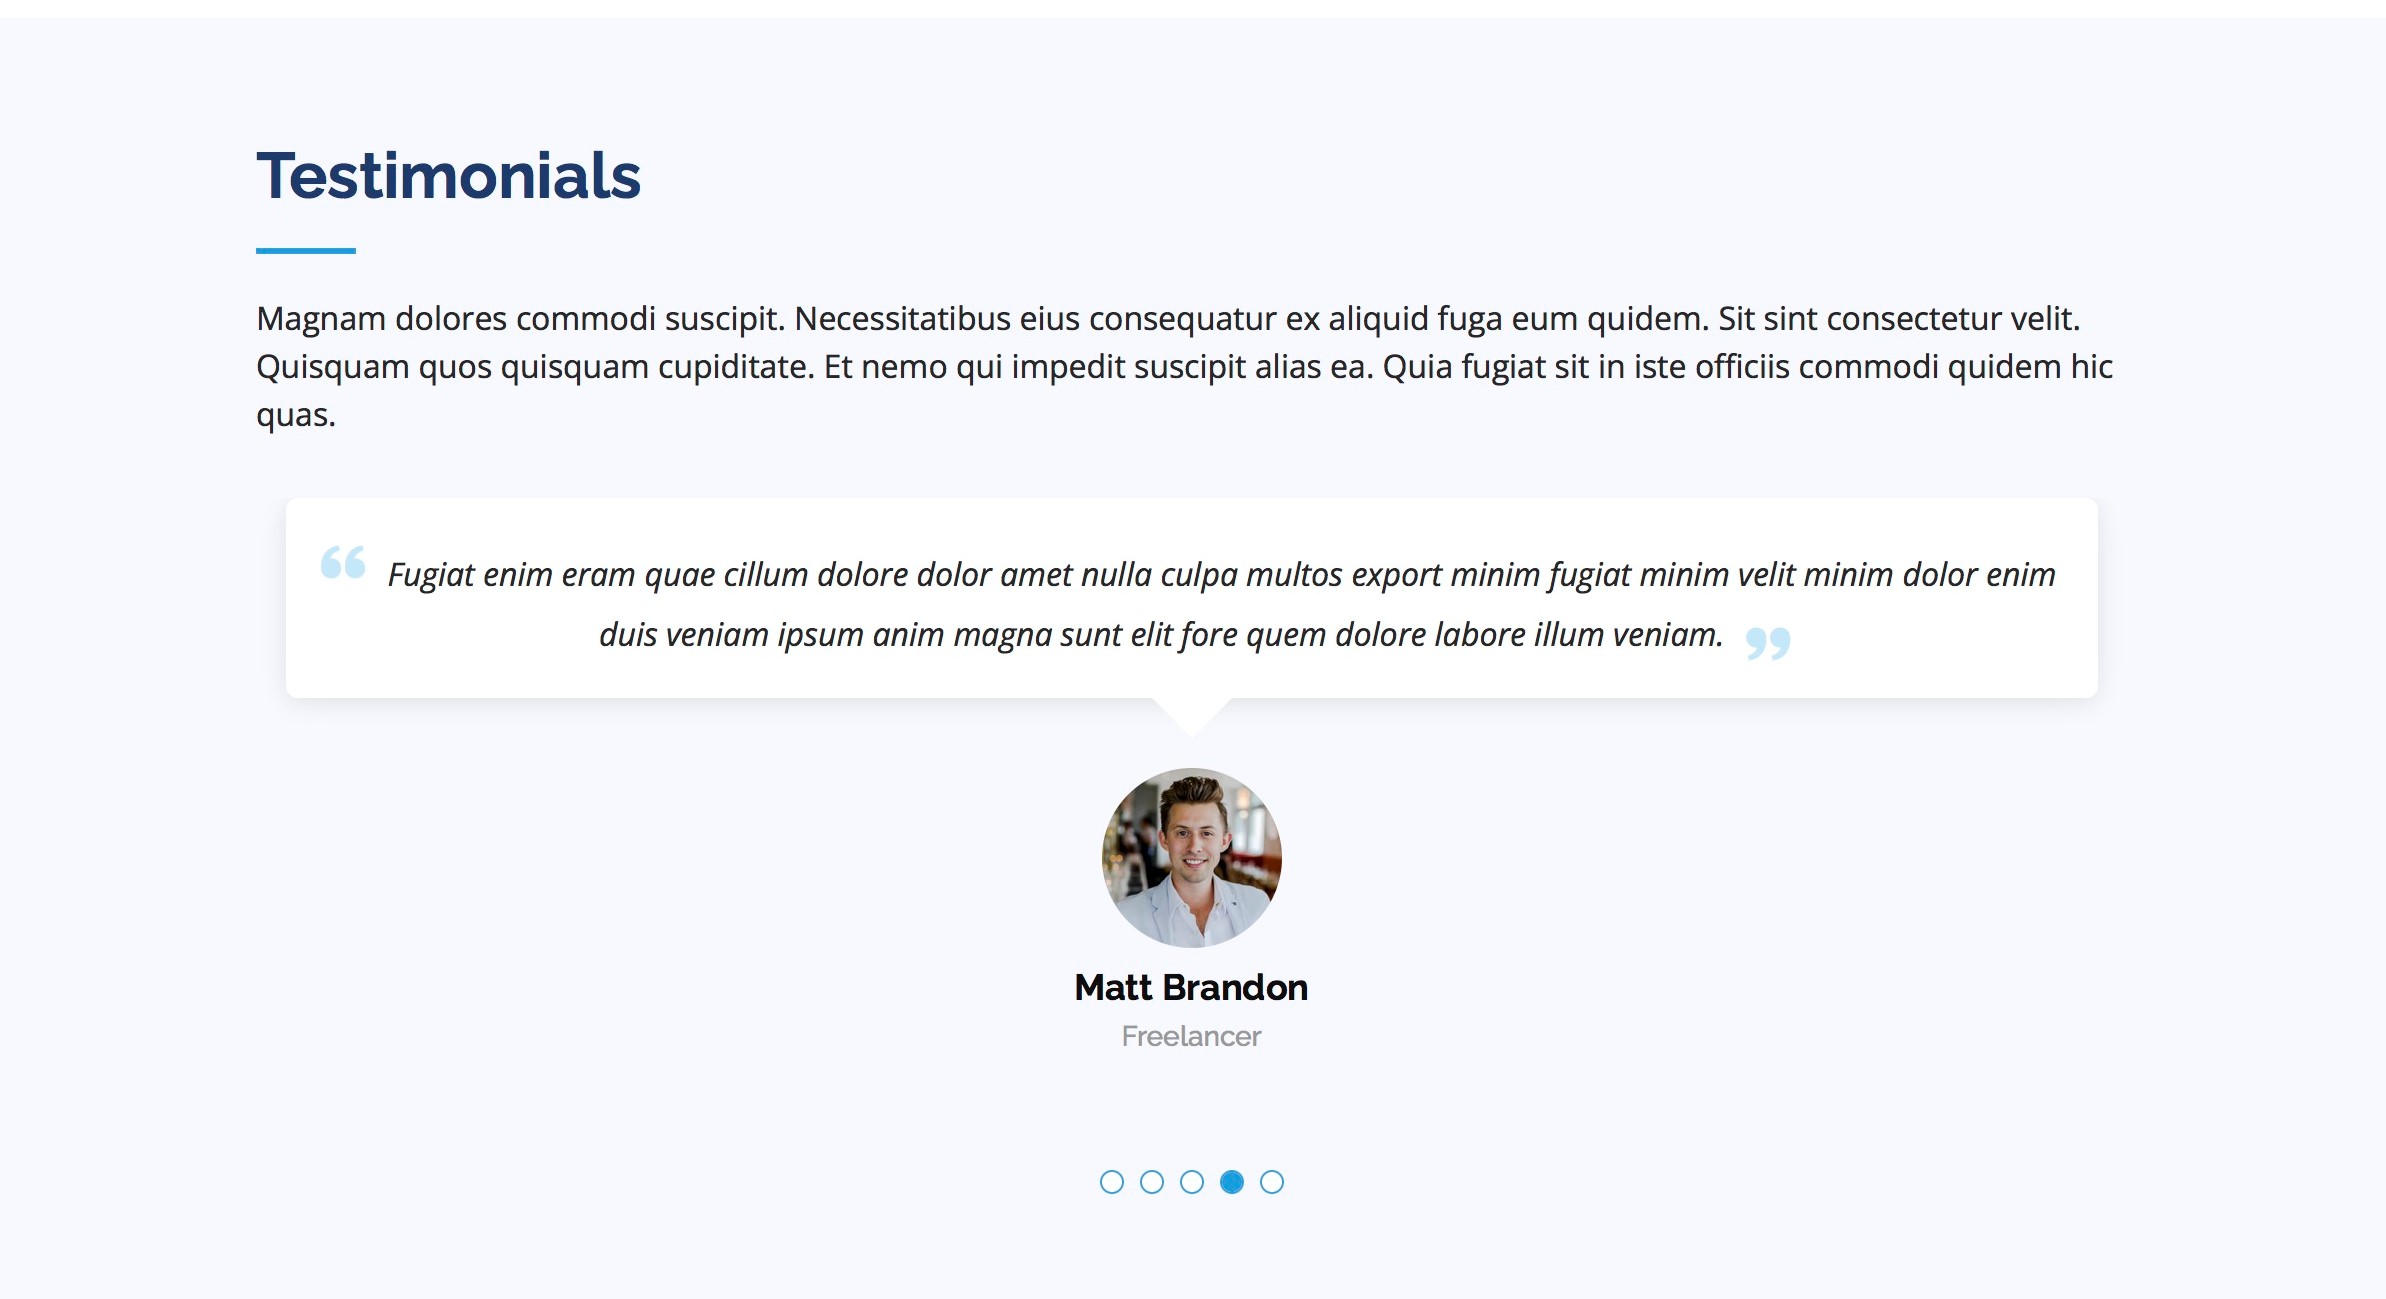 Testimonials
Magnam dolores commodi suscipit. Necessitatibus eius consequatur ex aliquid fuga eum quidem. Sit sint consectetur velit.
Quisquam quos quisquam cupiditate. Et nemo qui impedit suscipit alias ea. Quia fugiat sit in iste officiis commodi quidem hic
quas.
“ Fugiat enim eram quae cillum dolore dolor amet nulla culpa multos export minim fugiat minim velit minim dolor enim
duis veniam ipsum anim magna sunt elit fore quem dolore labore illum veniam. ”
Matt Brandon
Freelancer